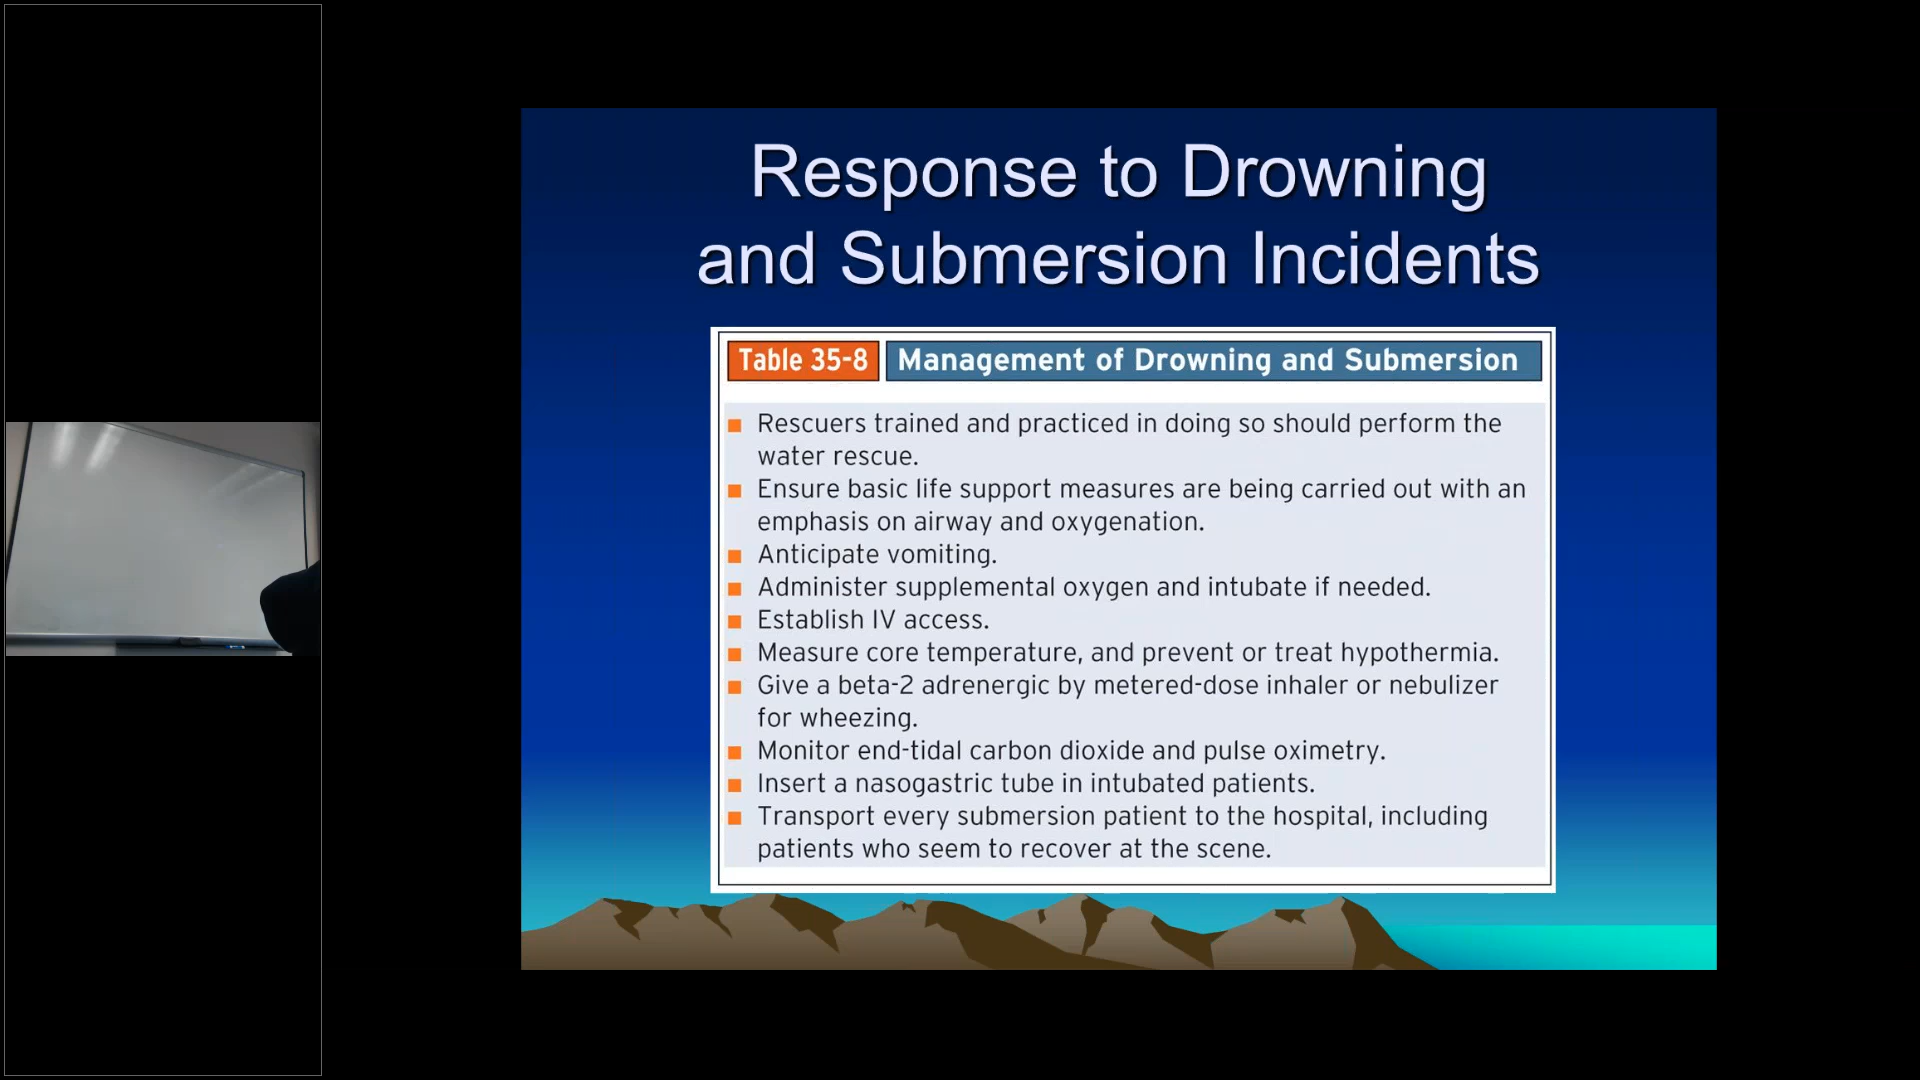 Response to Drowning
and Submersion Incidents
Table 35-8 Management of Drowning and Submersion
■ Rescuers trained and practiced in doing so should perform the
water rescue.
■ Ensure basic life support measures are being carried out with an
emphasis on airway and oxygenation.
■ Anticipate vomiting.
■ Administer supplemental oxygen and intubate if needed.
■ Establish IV access.
■ Measure core temperature, and prevent or treat hypothermia.
■ Give a beta-2 adrenergic by metered-dose inhaler or nebulizer
for wheezing.
■ Monitor end-tidal carbon dioxide and pulse oximetry.
■ Insert a nasogastric tube in intubated patients.
■ Transport every submersion patient to the hospital, including
patients who seem to recover at the scene.